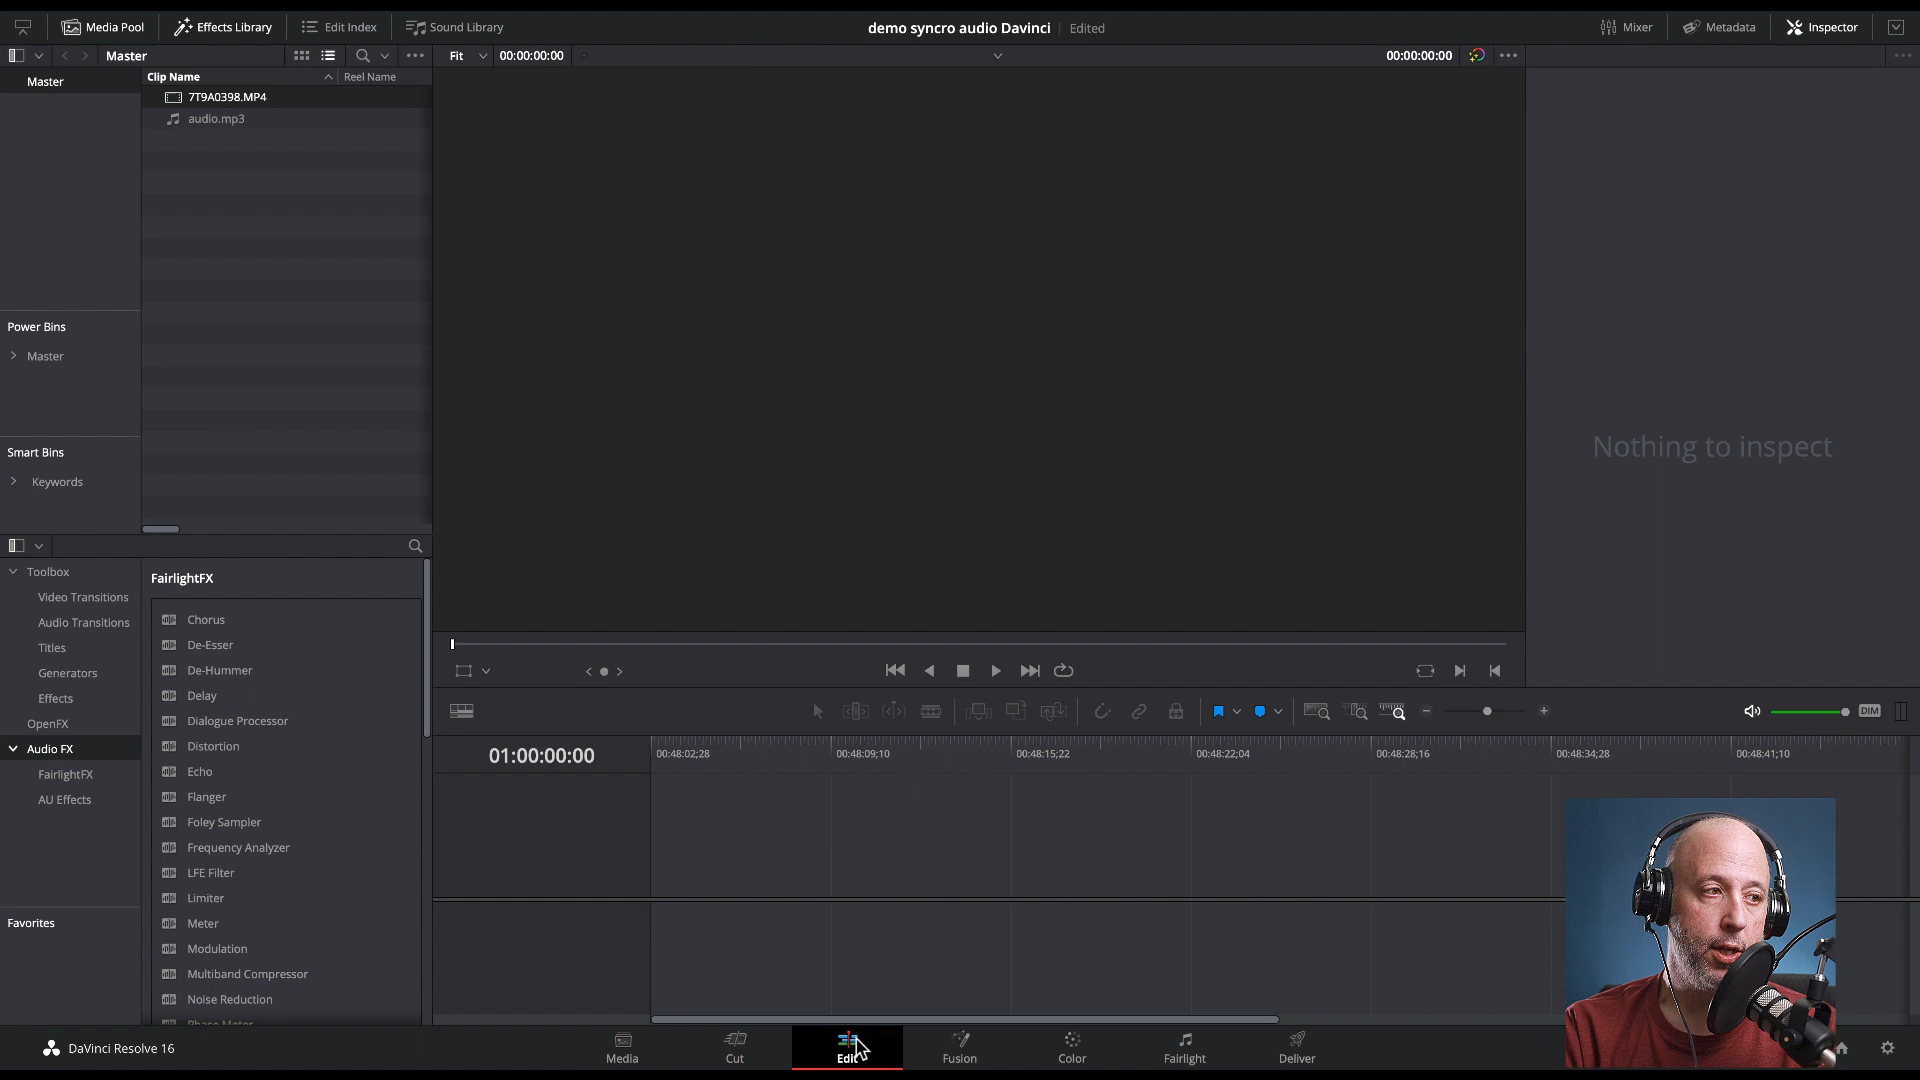 Media Pool
Effects Library
Edit Index
Sound Library
demo syncro audio Davinci
Edited
Mixer
Metadata
Inspector
Master
Fit
00:00:00:00
00:00:00:00
Master
Clip Name
Reel Name
7T9A0398.MP4
audio.mp3
Power Bins
Master
Smart Bins
Keywords
Nothing to inspect
Toolbox
Video Transitions
Audio Transitions
Titles
Generators
Effects
OpenFX
Audio FX
FairlightFX
AU Effects
Favorites
FairlightFX
Chorus
De-Esser
De-Hummer
Delay
Dialogue Processor
Distortion
Echo
Flanger
Foley Sampler
Frequency Analyzer
LFE Filter
Limiter
Meter
Modulation
Multiband Compressor
Noise Reduction
Phase Meter
DIM
01:00:00:00
00:48:02;28
00:48:09;10
00:48:15;22
00:48:22;04
00:48:28;16
00:48:34;28
00:48:41;10
DaVinci Resolve 16
Media
Cut
Edit
Fusion
Color
Fairlight
Deliver